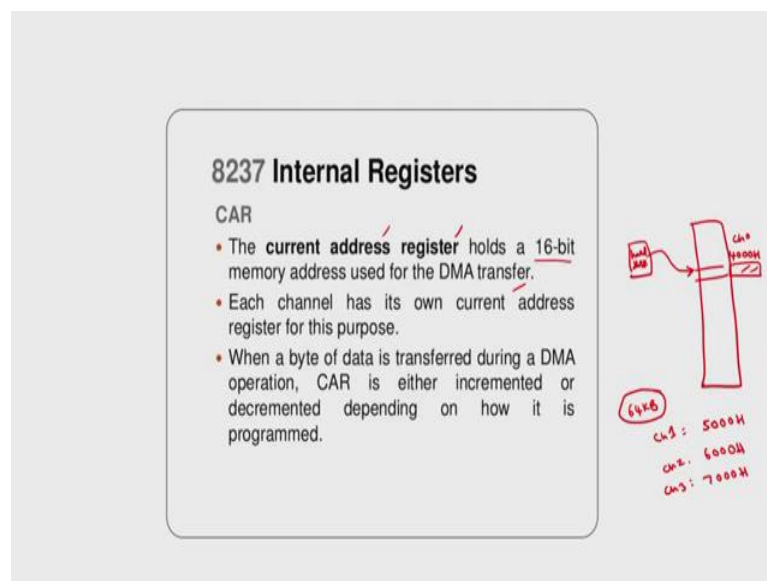 8237 Internal Registers
CAR
• The current address register holds a 16-bit
memory address used for the DMA transfer.
• Each channel has its own current address
register for this purpose.
• When a byte of data is transferred during a DMA
operation, CAR is either incremented or
decremented depending on how it is
programmed.
Ch0
4000H
64KB
Ch1: 5000H
Ch2. 6000H
Ch3: 7000H